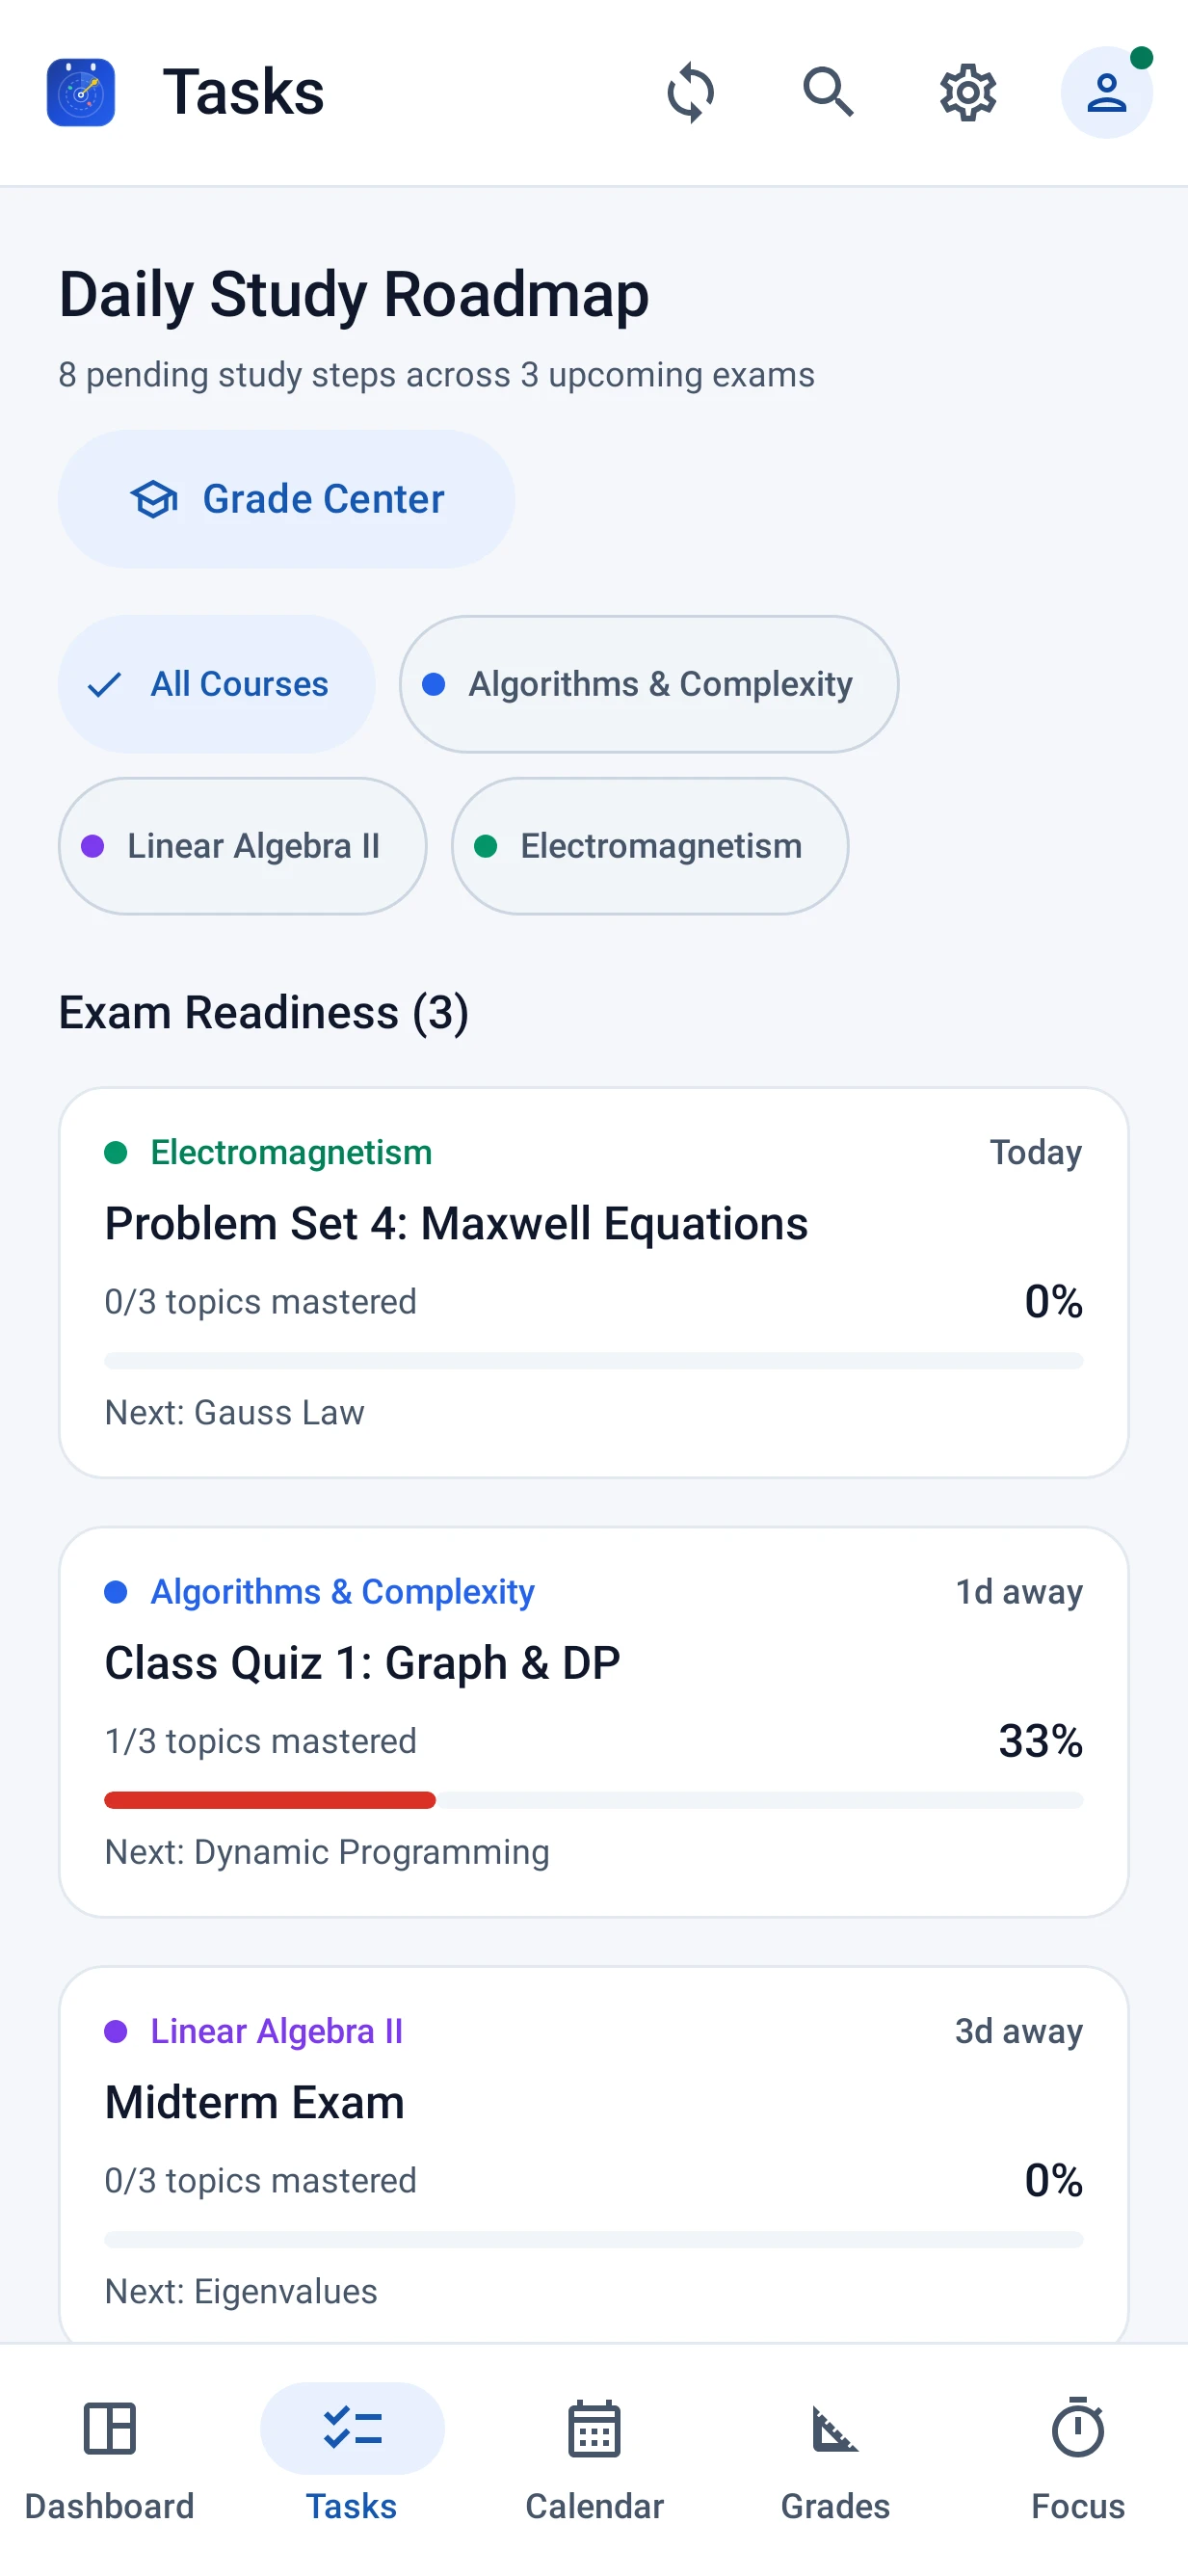 Tasks
Daily Study Roadmap
8 pending study steps across 3 upcoming exams
Grade Center
All Courses
Algorithms & Complexity
Linear Algebra II
Electromagnetism
Exam Readiness (3)
Electromagnetism Today
Problem Set 4: Maxwell Equations
0/3 topics mastered 0%
Next: Gauss Law
Algorithms & Complexity 1d away
Class Quiz 1: Graph & DP
1/3 topics mastered 33%
Next: Dynamic Programming
Linear Algebra II 3d away
Midterm Exam
0/3 topics mastered 0%
Next: Eigenvalues
Dashboard Tasks Calendar Grades Focus